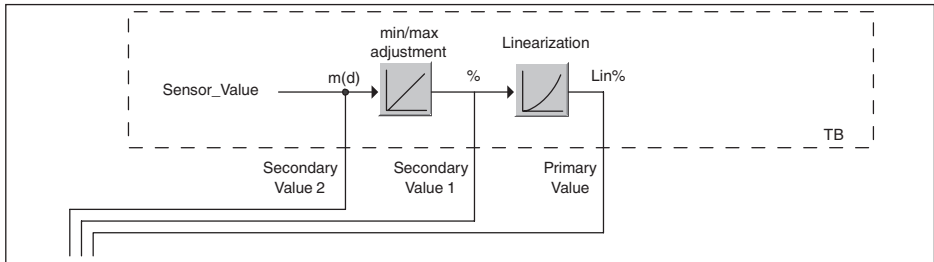 min/max
adjustment
Linearization
Sensor_Value
m(d)
%
Lin%
TB
Secondary
Value 2
Secondary
Value 1
Primary
Value